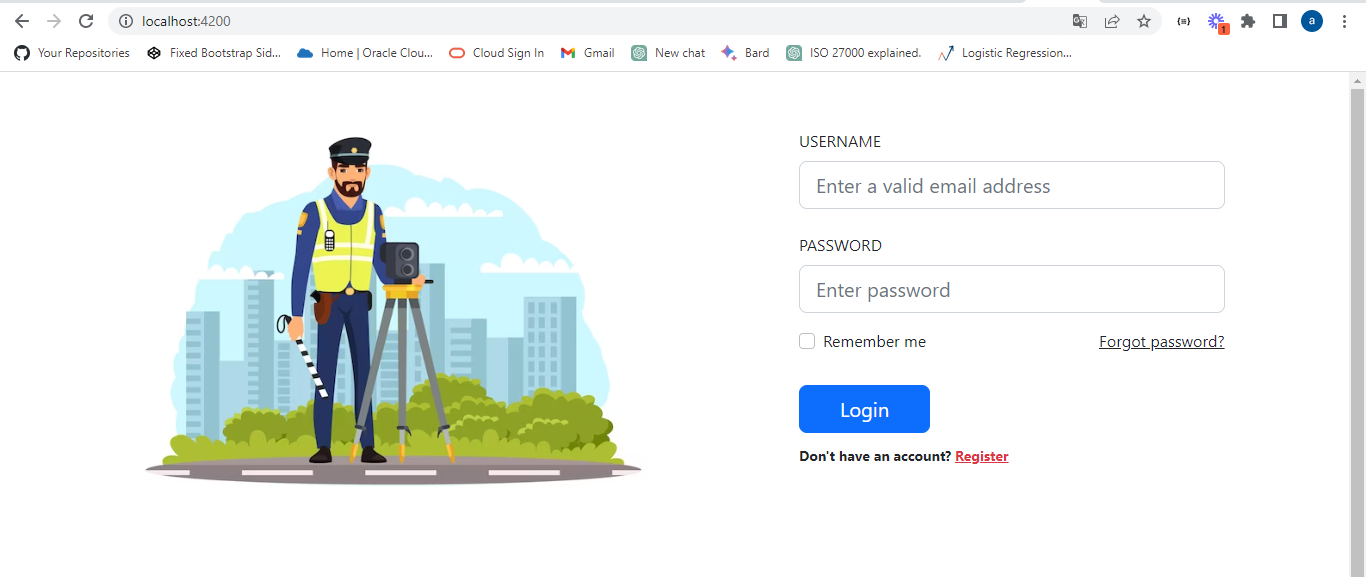 localhost:4200
1
a
Your Repositories
Fixed Bootstrap Sid...
Home | Oracle Clou...
Cloud Sign In
Gmail
New chat
Bard
ISO 27000 explained.
Logistic Regression...
USERNAME
Enter a valid email address
PASSWORD
Enter password
Remember me
Forgot password?
Login
Don't have an account? Register